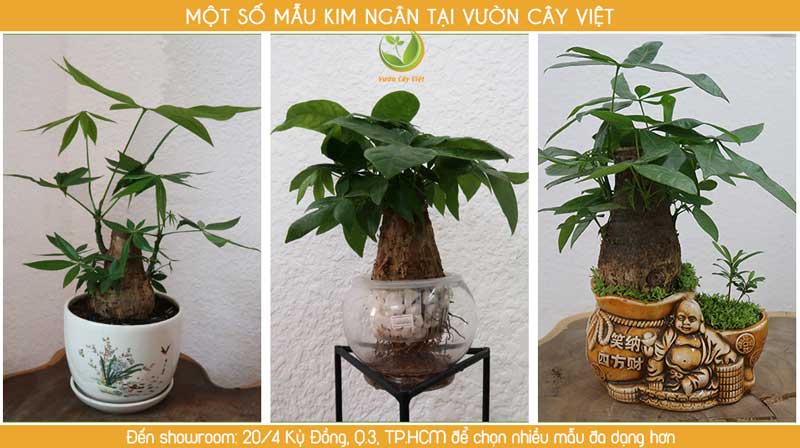 MỘT SỐ MẪU KIM NGÂN TẠI VƯỜN CÂY VIỆT
Vườn Cây Việt
笑纳
四方财
Đến showroom: 20/4 Kỳ Đồng, Q.3, TP.HCM để chọn nhiều mẫu đa dạng hơn